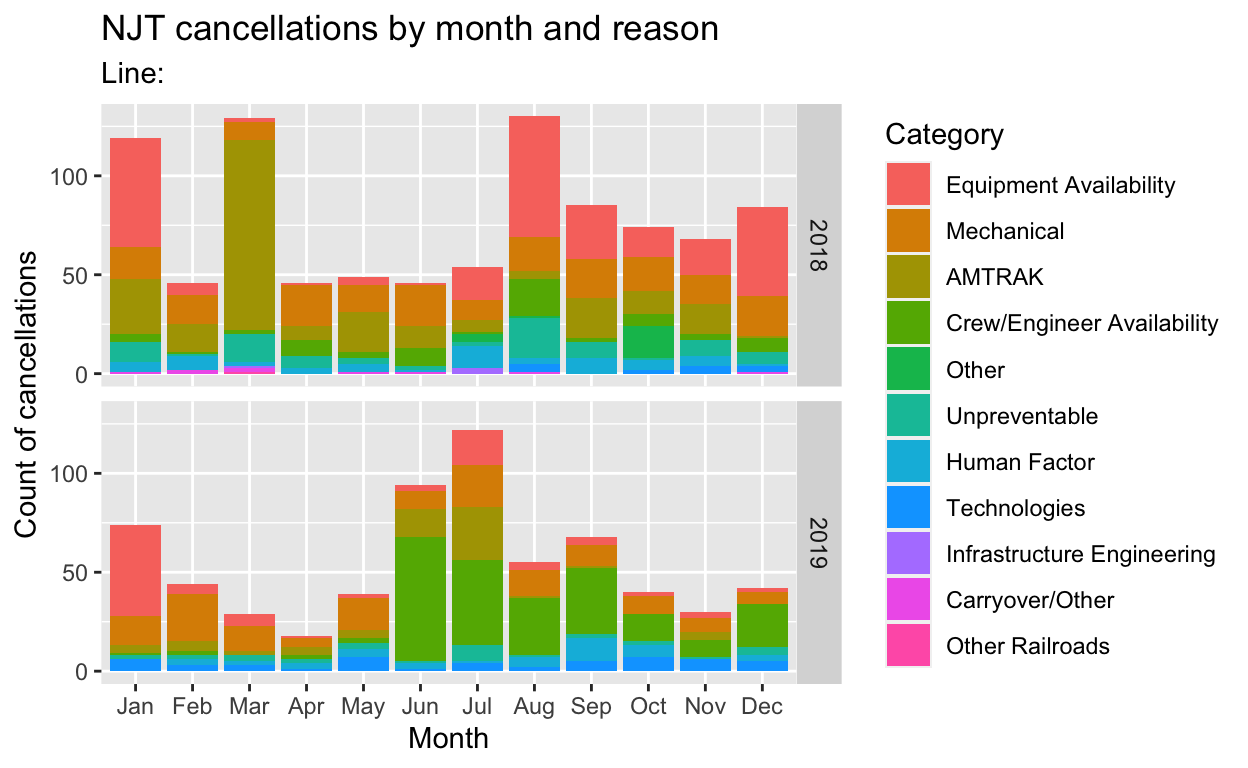 NJT cancellations by month and reason
Line:
Count of cancellations
100
50
0
2018
100
50
0
2019
Jan Feb Mar Apr May Jun Jul Aug Sep Oct Nov Dec
Month
Category
Equipment Availability
Mechanical
AMTRAK
Crew/Engineer Availability
Other
Unpreventable
Human Factor
Technologies
Infrastructure Engineering
Carryover/Other
Other Railroads